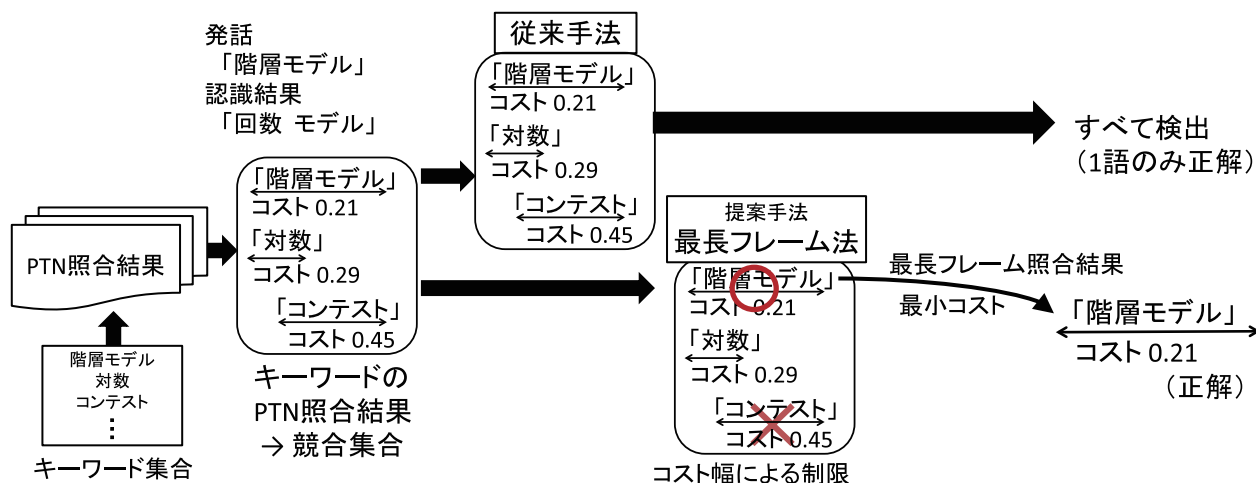 発話
「階層モデル」
認識結果
「回数 モデル」
PTN照合結果
階層モデル
対数
コンテスト
⋮
キーワード集合
「階層モデル」
コスト 0.21
「対数」
コスト 0.29
「コンテスト」
コスト 0.45
キーワードの
PTN照合結果
→ 競合集合
従来手法
「階層モデル」
コスト 0.21
「対数」
コスト 0.29
「コンテスト」
コスト 0.45
すべて検出
（1語のみ正解）
提案手法
最長フレーム法
「階層モデル」
コスト 0.21
「対数」
コスト 0.29
「コンテスト」
コスト 0.45
コスト幅による制限
最長フレーム照合結果
最小コスト
「階層モデル」
コスト 0.21
（正解）